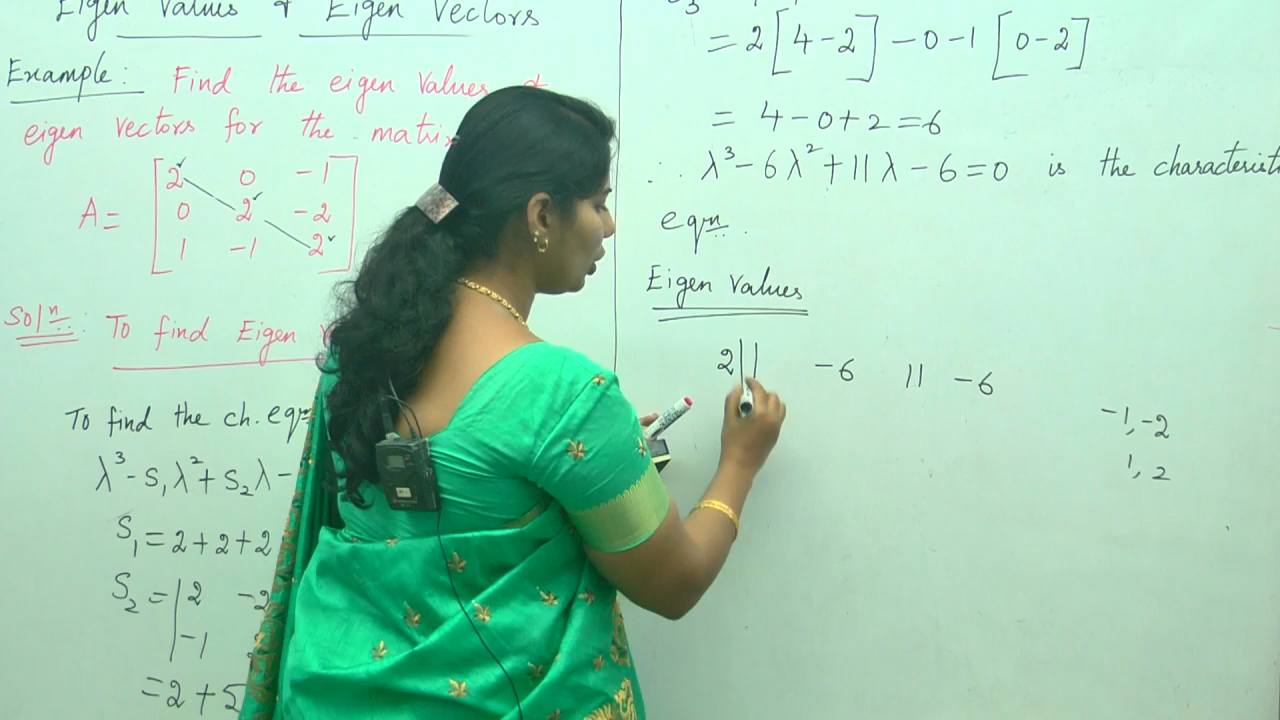 Eigen Values & Eigen Vectors
Example: Find the eigen values &
eigen vectors for the matrix
A = [2 0 -1
0 2 -2
1 -1 2]
Soln: To find Eigen
To find the ch. eqn
λ³ - S₁λ² + S₂λ -
S₁ = 2+2+2
S₂ = |2 -2
-1
= 2 + 5
= 2[4-2] - 0 - 1[0-2]
= 4 - 0 + 2 = 6
∴ λ³ - 6λ² + 11λ - 6 = 0 is the characterist
eqn.
Eigen Values
2 | 1 -6 11 -6
-1, -2
1, 2